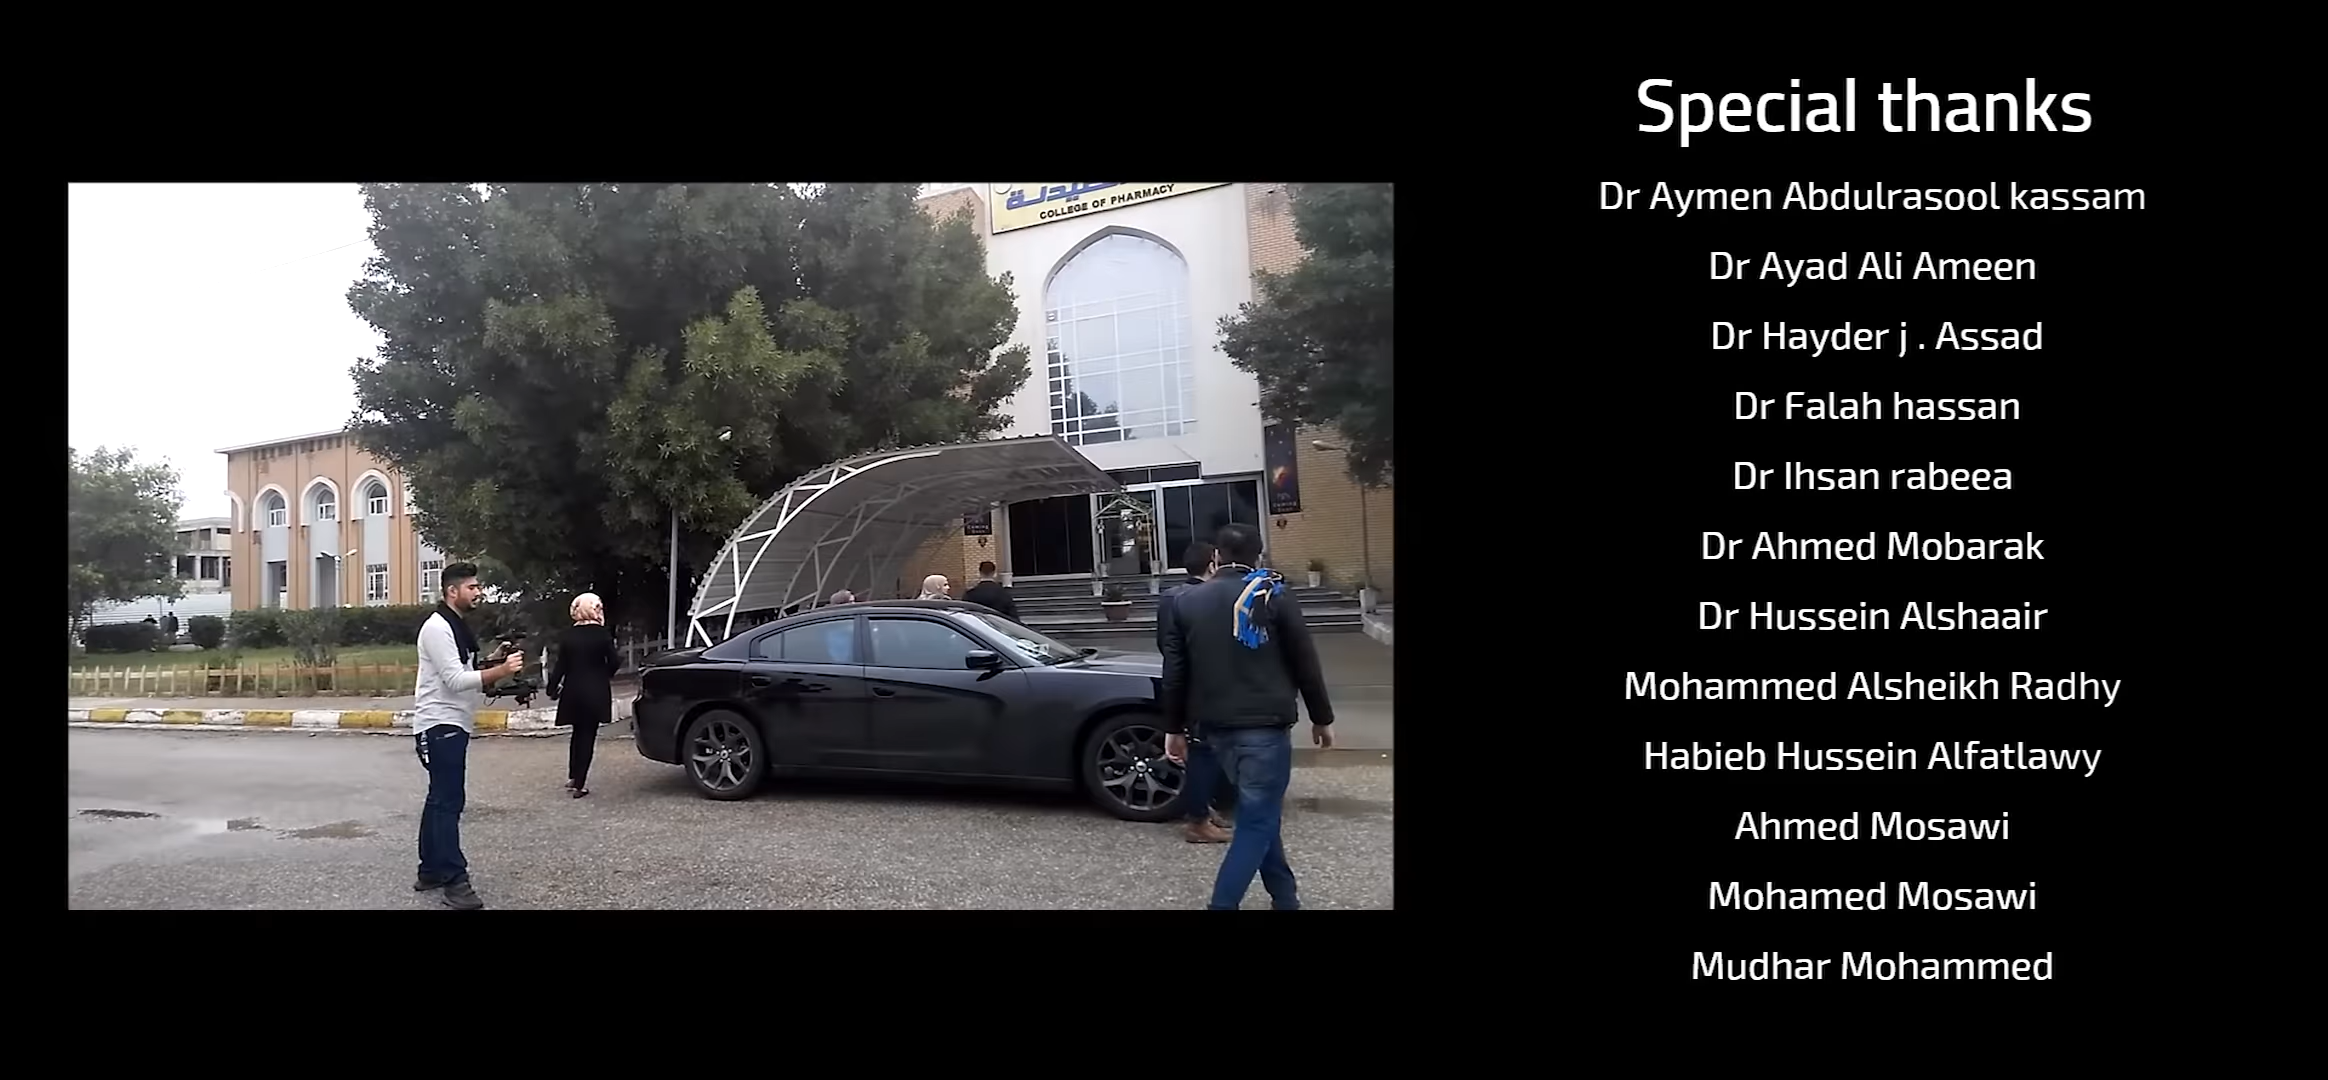 COLLEGE OF PHARMACY
Special thanks
Dr Aymen Abdulrasool kassam
Dr Ayad Ali Ameen
Dr Hayder j . Assad
Dr Falah hassan
Dr Ihsan rabeea
Dr Ahmed Mobarak
Dr Hussein Alshaair
Mohammed Alsheikh Radhy
Habieb Hussein Alfatlawy
Ahmed Mosawi
Mohamed Mosawi
Mudhar Mohammed